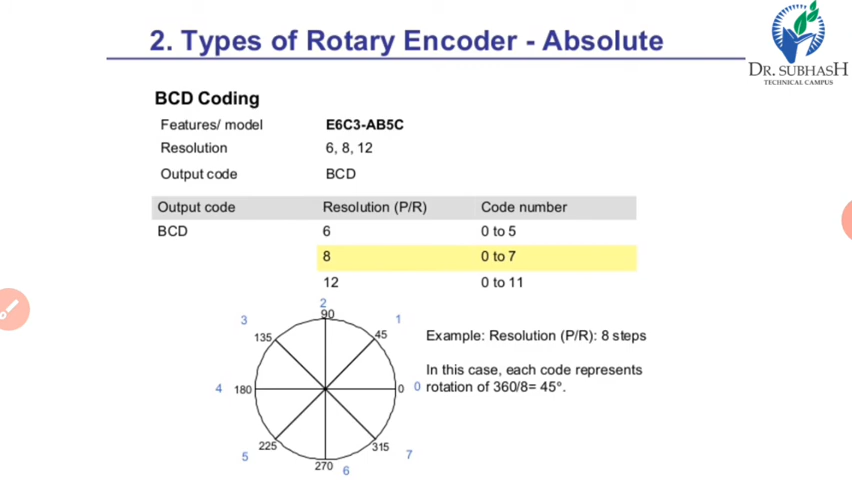 2. Types of Rotary Encoder - Absolute
DR. SUBHASH
TECHNICAL CAMPUS
BCD Coding
Features/ model E6C3-AB5C
Resolution 6, 8, 12
Output code BCD
Output code Resolution (P/R) Code number
BCD 6 0 to 5
8 0 to 7
12 0 to 11
2
90
3 1
135 45
4 180 0 0
225 315
5 7
270 6
Example: Resolution (P/R): 8 steps
In this case, each code represents
rotation of 360/8= 45°.